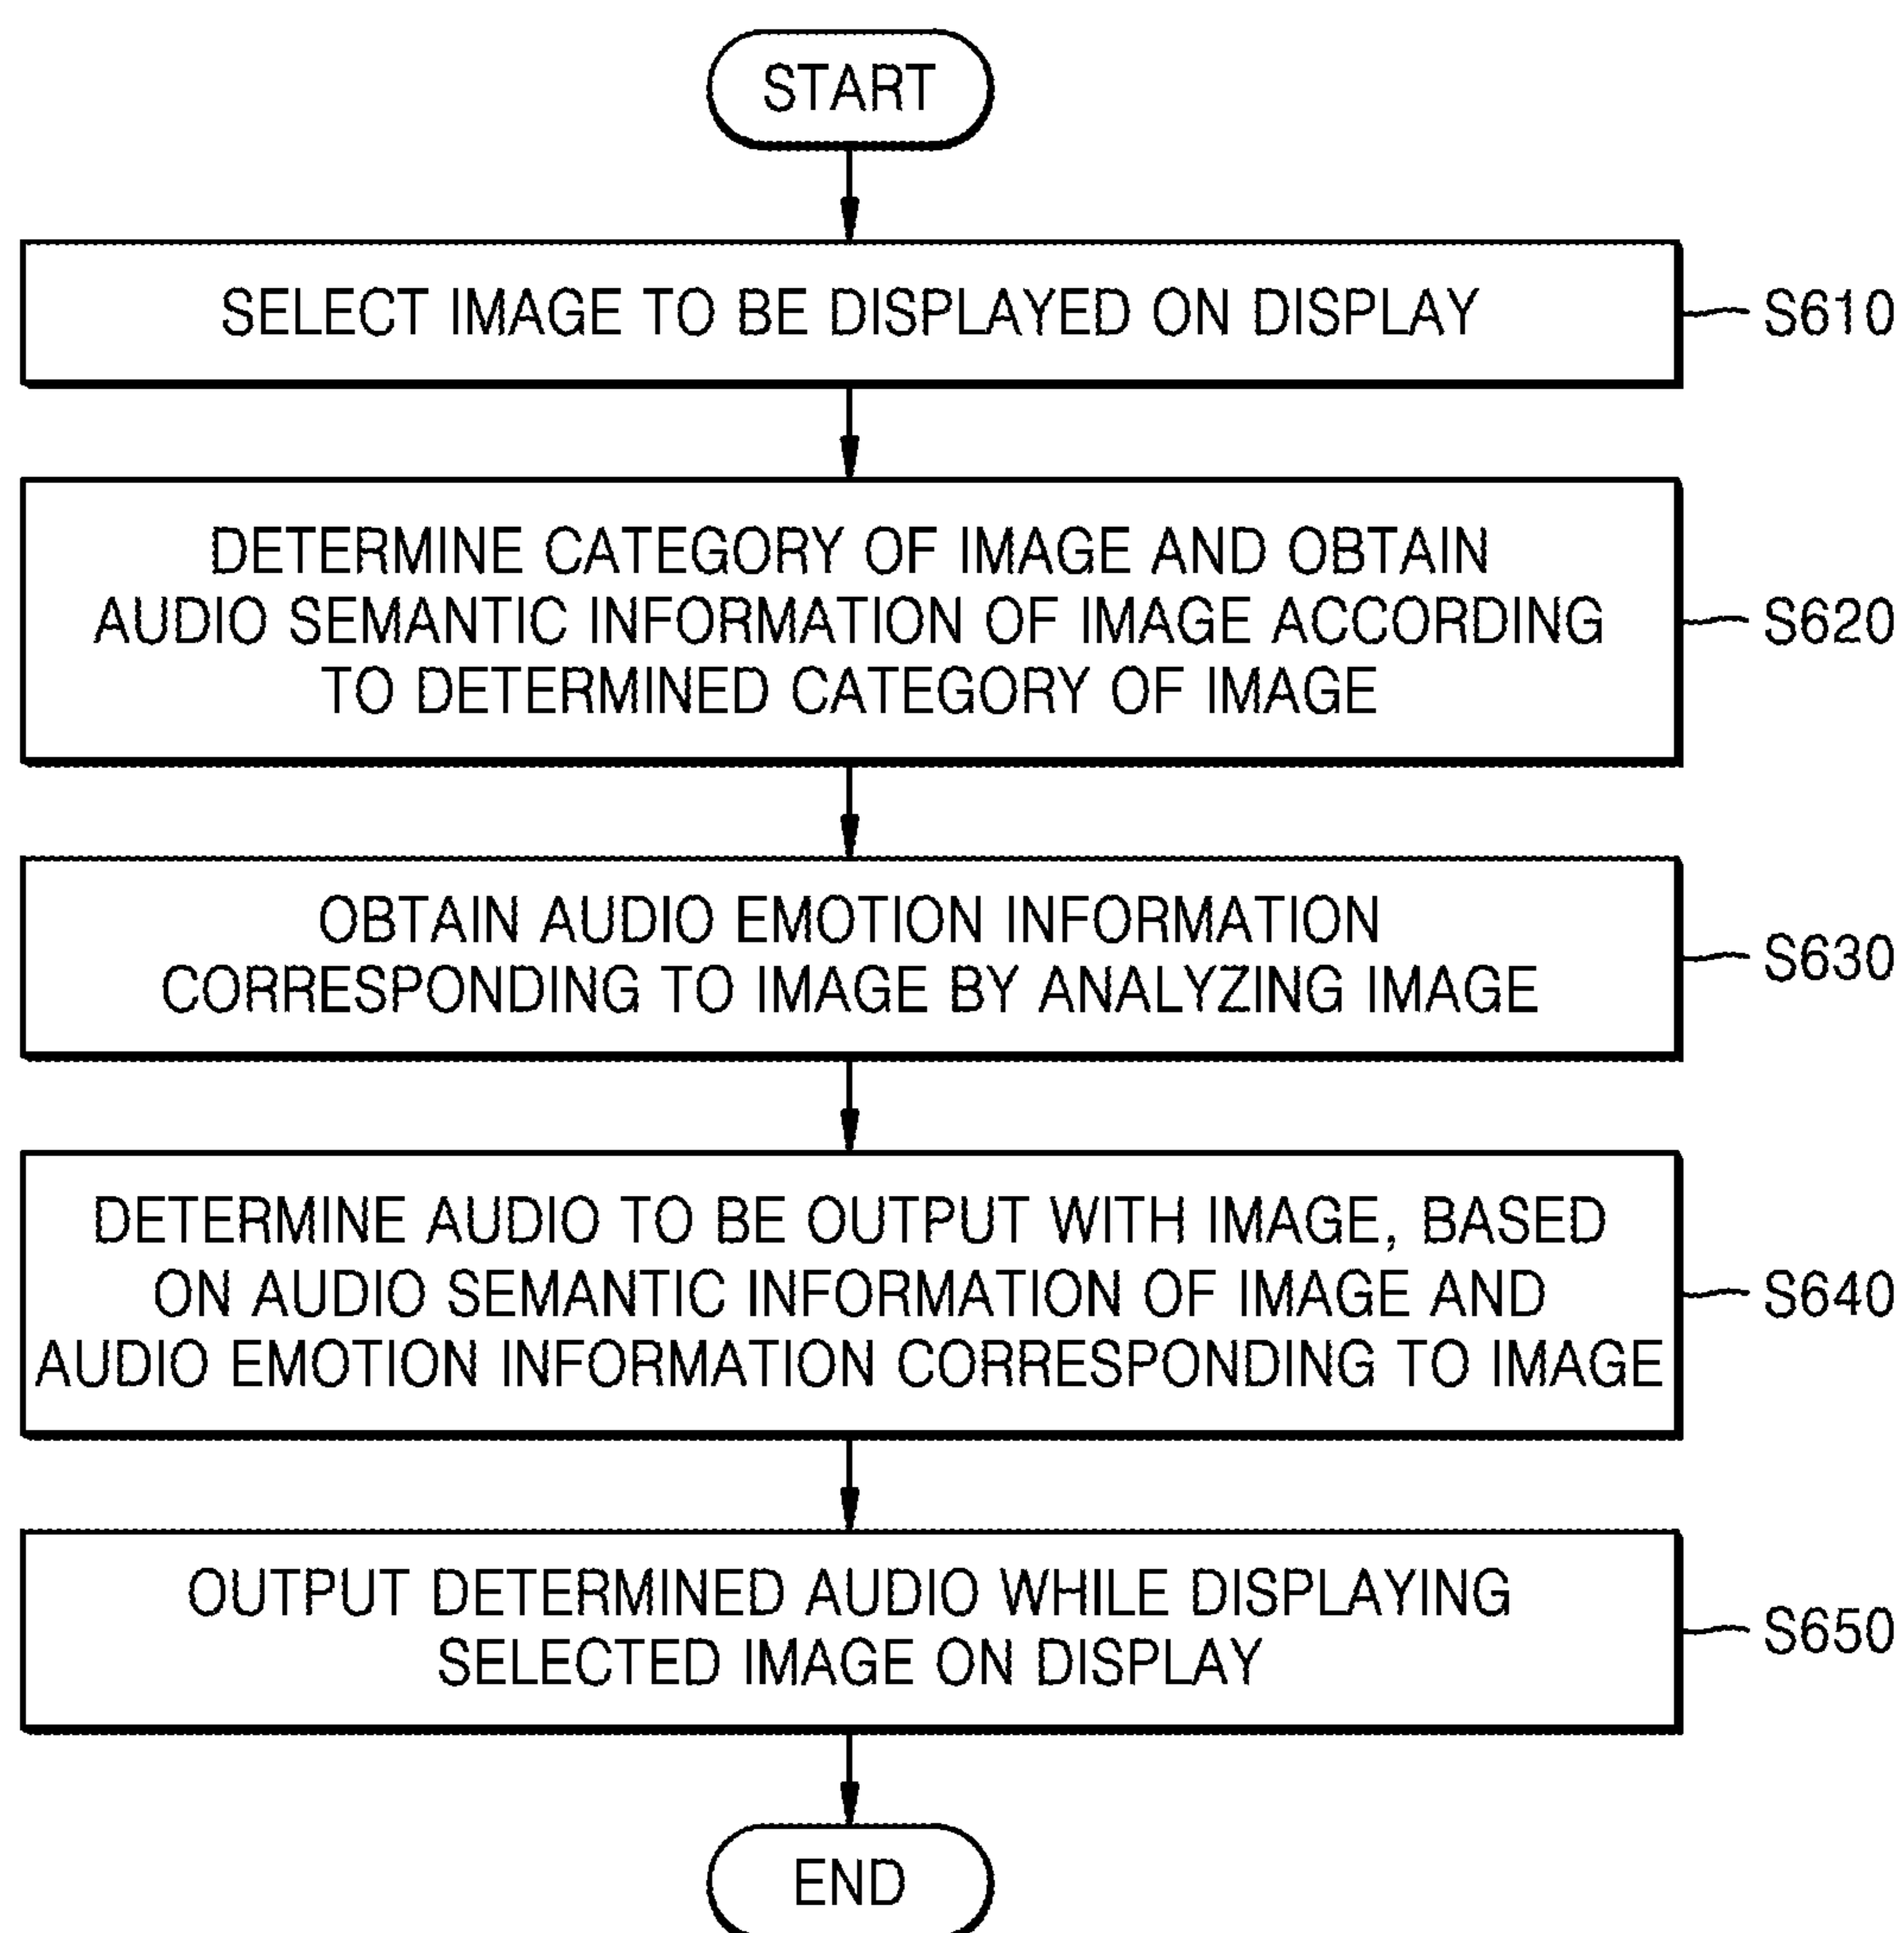 START
SELECT IMAGE TO BE DISPLAYED ON DISPLAY
S610
DETERMINE CATEGORY OF IMAGE AND OBTAIN
AUDIO SEMANTIC INFORMATION OF IMAGE ACCORDING
TO DETERMINED CATEGORY OF IMAGE
S620
OBTAIN AUDIO EMOTION INFORMATION
CORRESPONDING TO IMAGE BY ANALYZING IMAGE
S630
DETERMINE AUDIO TO BE OUTPUT WITH IMAGE, BASED
ON AUDIO SEMANTIC INFORMATION OF IMAGE AND
AUDIO EMOTION INFORMATION CORRESPONDING TO IMAGE
S640
OUTPUT DETERMINED AUDIO WHILE DISPLAYING
SELECTED IMAGE ON DISPLAY
S650
END